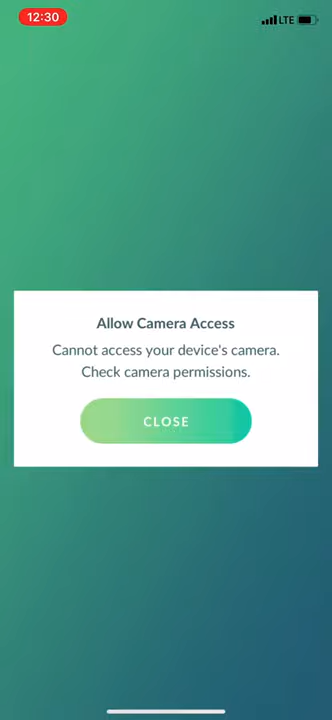 12:30
LTE
Allow Camera Access
Cannot access your device's camera.
Check camera permissions.
CLOSE